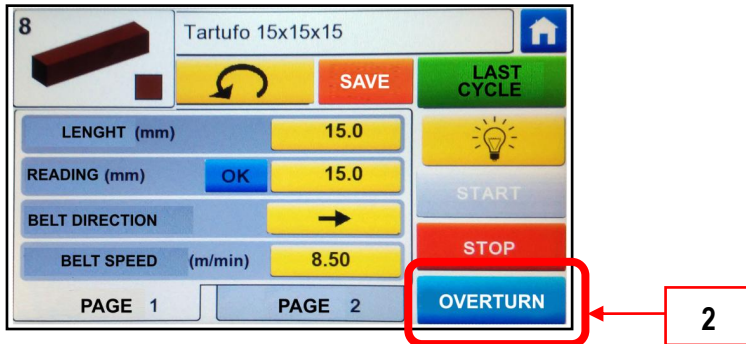 8
Tartufo 15x15x15
SAVE
LAST
CYCLE
LENGHT (mm)
15.0
READING (mm)
OK
15.0
START
BELT DIRECTION
BELT SPEED (m/min)
8.50
STOP
PAGE 1
PAGE 2
OVERTURN
2